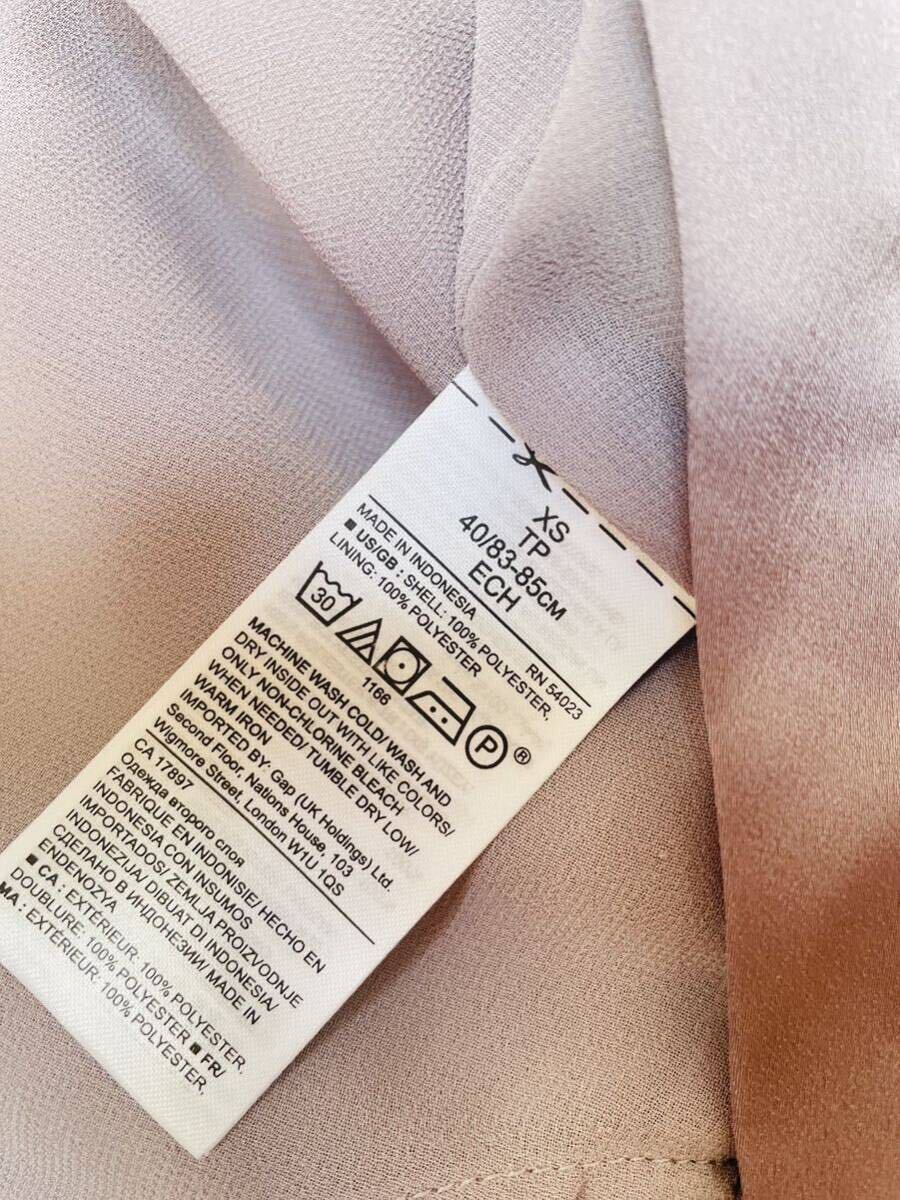 XS
TP
40/83-85CM
ECH
MADE IN INDONESIA RN 54023
■ US/GB : SHELL: 100% POLYESTER,
LINING: 100% POLYESTER
30
P ®
1166
MACHINE WASH COLD/ WASH AND
DRY INSIDE OUT WITH LIKE COLORS/
ONLY NON-CHLORINE BLEACH
WHEN NEEDED/ TUMBLE DRY LOW/
WARM IRON
IMPORTED BY: Gap (UK Holdings) Ltd.
Second Floor, Nations House, 103
Wigmore Street, London W1U 1QS
CA 17897
Одежда второго слоя
FABRIQUE EN INDONISIE/ HECHO EN
INDONESIA CON INSUMOS
IMPORTADOS/ ZEMLJA PROIZVODNJE
INDONEZIJA/ DIBUAT DI INDONESIA/
СДЕЛАНО В ИНДОНЕЗИИ/ MADE IN
ENDENOZYA
■ CA : EXTÉRIEUR: 100% POLYESTER,
DOUBLURE: 100% POLYESTER ■ FR/
MA : EXTÉRIEUR: 100% POLYESTER,